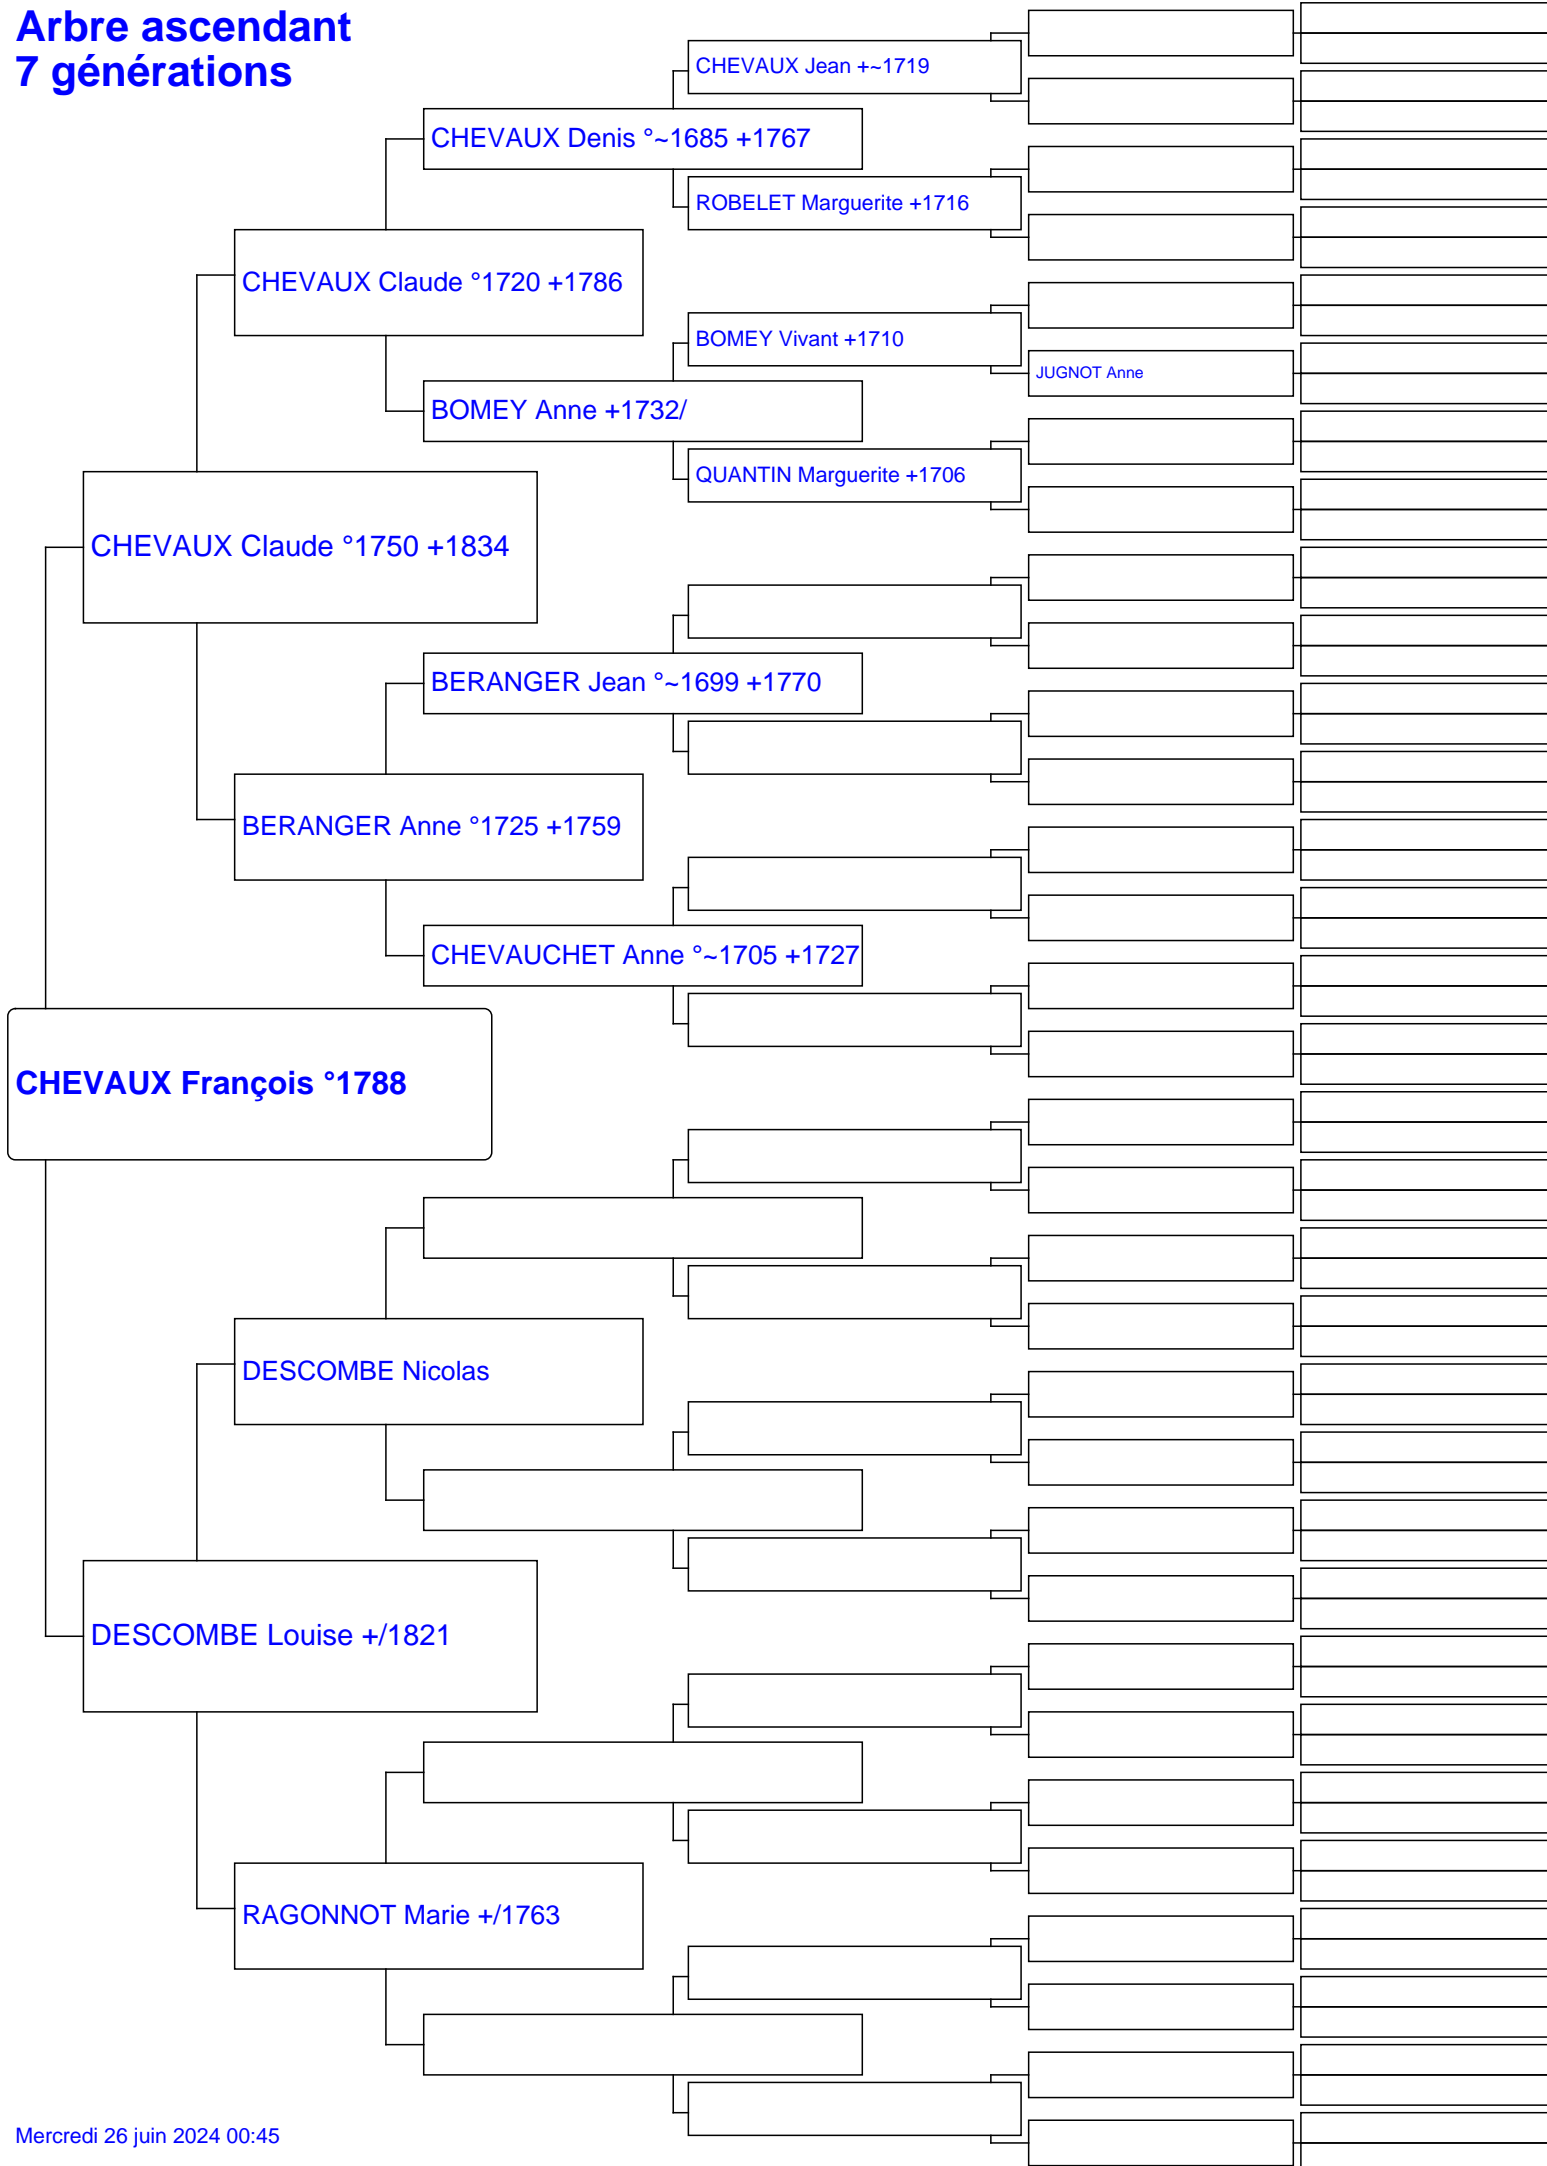 Arbre ascendant
7 générations
CHEVAUX Jean +~1719
CHEVAUX Denis °~1685 +1767
ROBELET Marguerite +1716
CHEVAUX Claude °1720 +1786
BOMEY Vivant +1710
JUGNOT Anne
BOMEY Anne +1732/
QUANTIN Marguerite +1706
CHEVAUX Claude °1750 +1834
BERANGER Jean °~1699 +1770
BERANGER Anne °1725 +1759
CHEVAUCHET Anne °~1705 +1727
CHEVAUX François °1788
DESCOMBE Nicolas
DESCOMBE Louise +/1821
RAGONNOT Marie +/1763
Mercredi 26 juin 2024 00:45